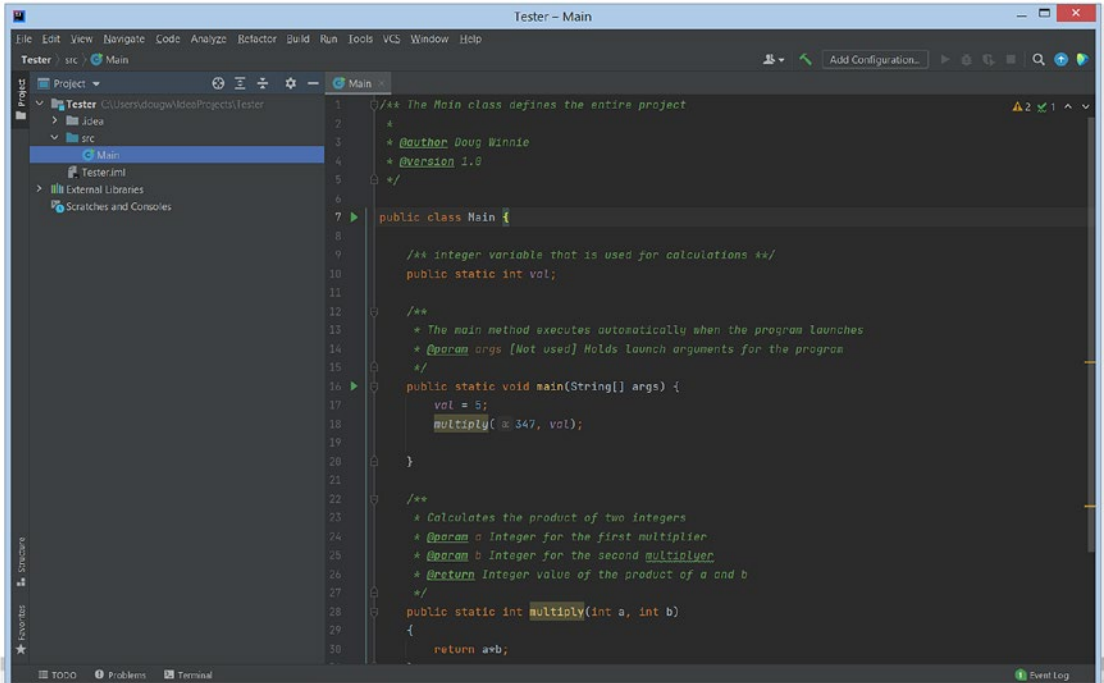 Tester – Main
File Edit View Navigate Code Analyze Refactor Build Run Tools VCS Window Help
Tester src Main
Add Configuration...
Project
Project
Tester C:\Users\dougw\IdeaProjects\Tester
.idea
src
Main
Tester.iml
External Libraries
Scratches and Consoles
Structure
Favorites
Main
2 1
1 /** The Main class defines the entire project
2 *
3 * @author Doug Winnie
4 * @version 1.0
5 */
6
7 public class Main {
8
9 /** integer variable that is used for calculations **/
10 public static int val;
11
12 /**
13 * The main method executes automatically when the program launches
14 * @param args [Not used] Holds launch arguments for the program
15 */
16 public static void main(String[] args) {
17 val = 5;
18 multiply( a: 347, val);
19
20 }
21
22 /**
23 * Calculates the product of two integers
24 * @param a Integer for the first multiplier
25 * @param b Integer for the second multiplyer
26 * @return Integer value of the product of a and b
27 */
28 public static int multiply(int a, int b)
29 {
30 return a*b;
TODO Problems Terminal
1 Event Log